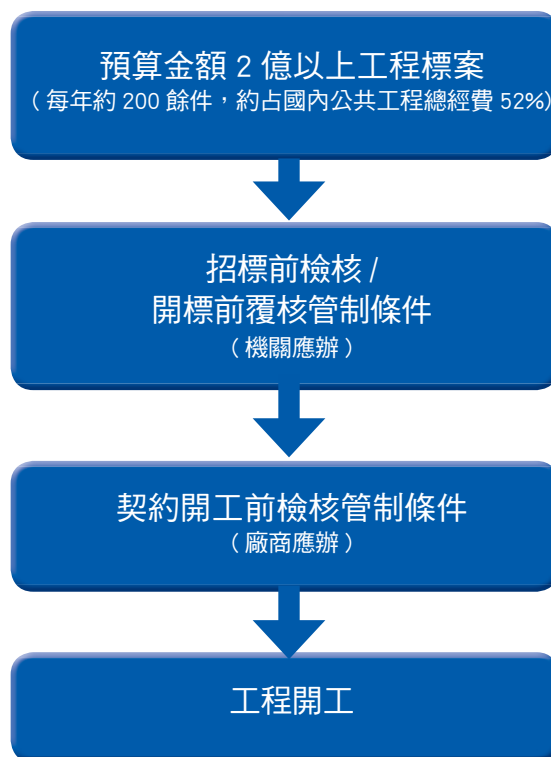 預算金額 2 億以上工程標案
( 每年約 200 餘件，約占國內公共工程總經費 52%)
招標前檢核 /
開標前覆核管制條件
( 機關應辦 )
契約開工前檢核管制條件
( 廠商應辦 )
工程開工